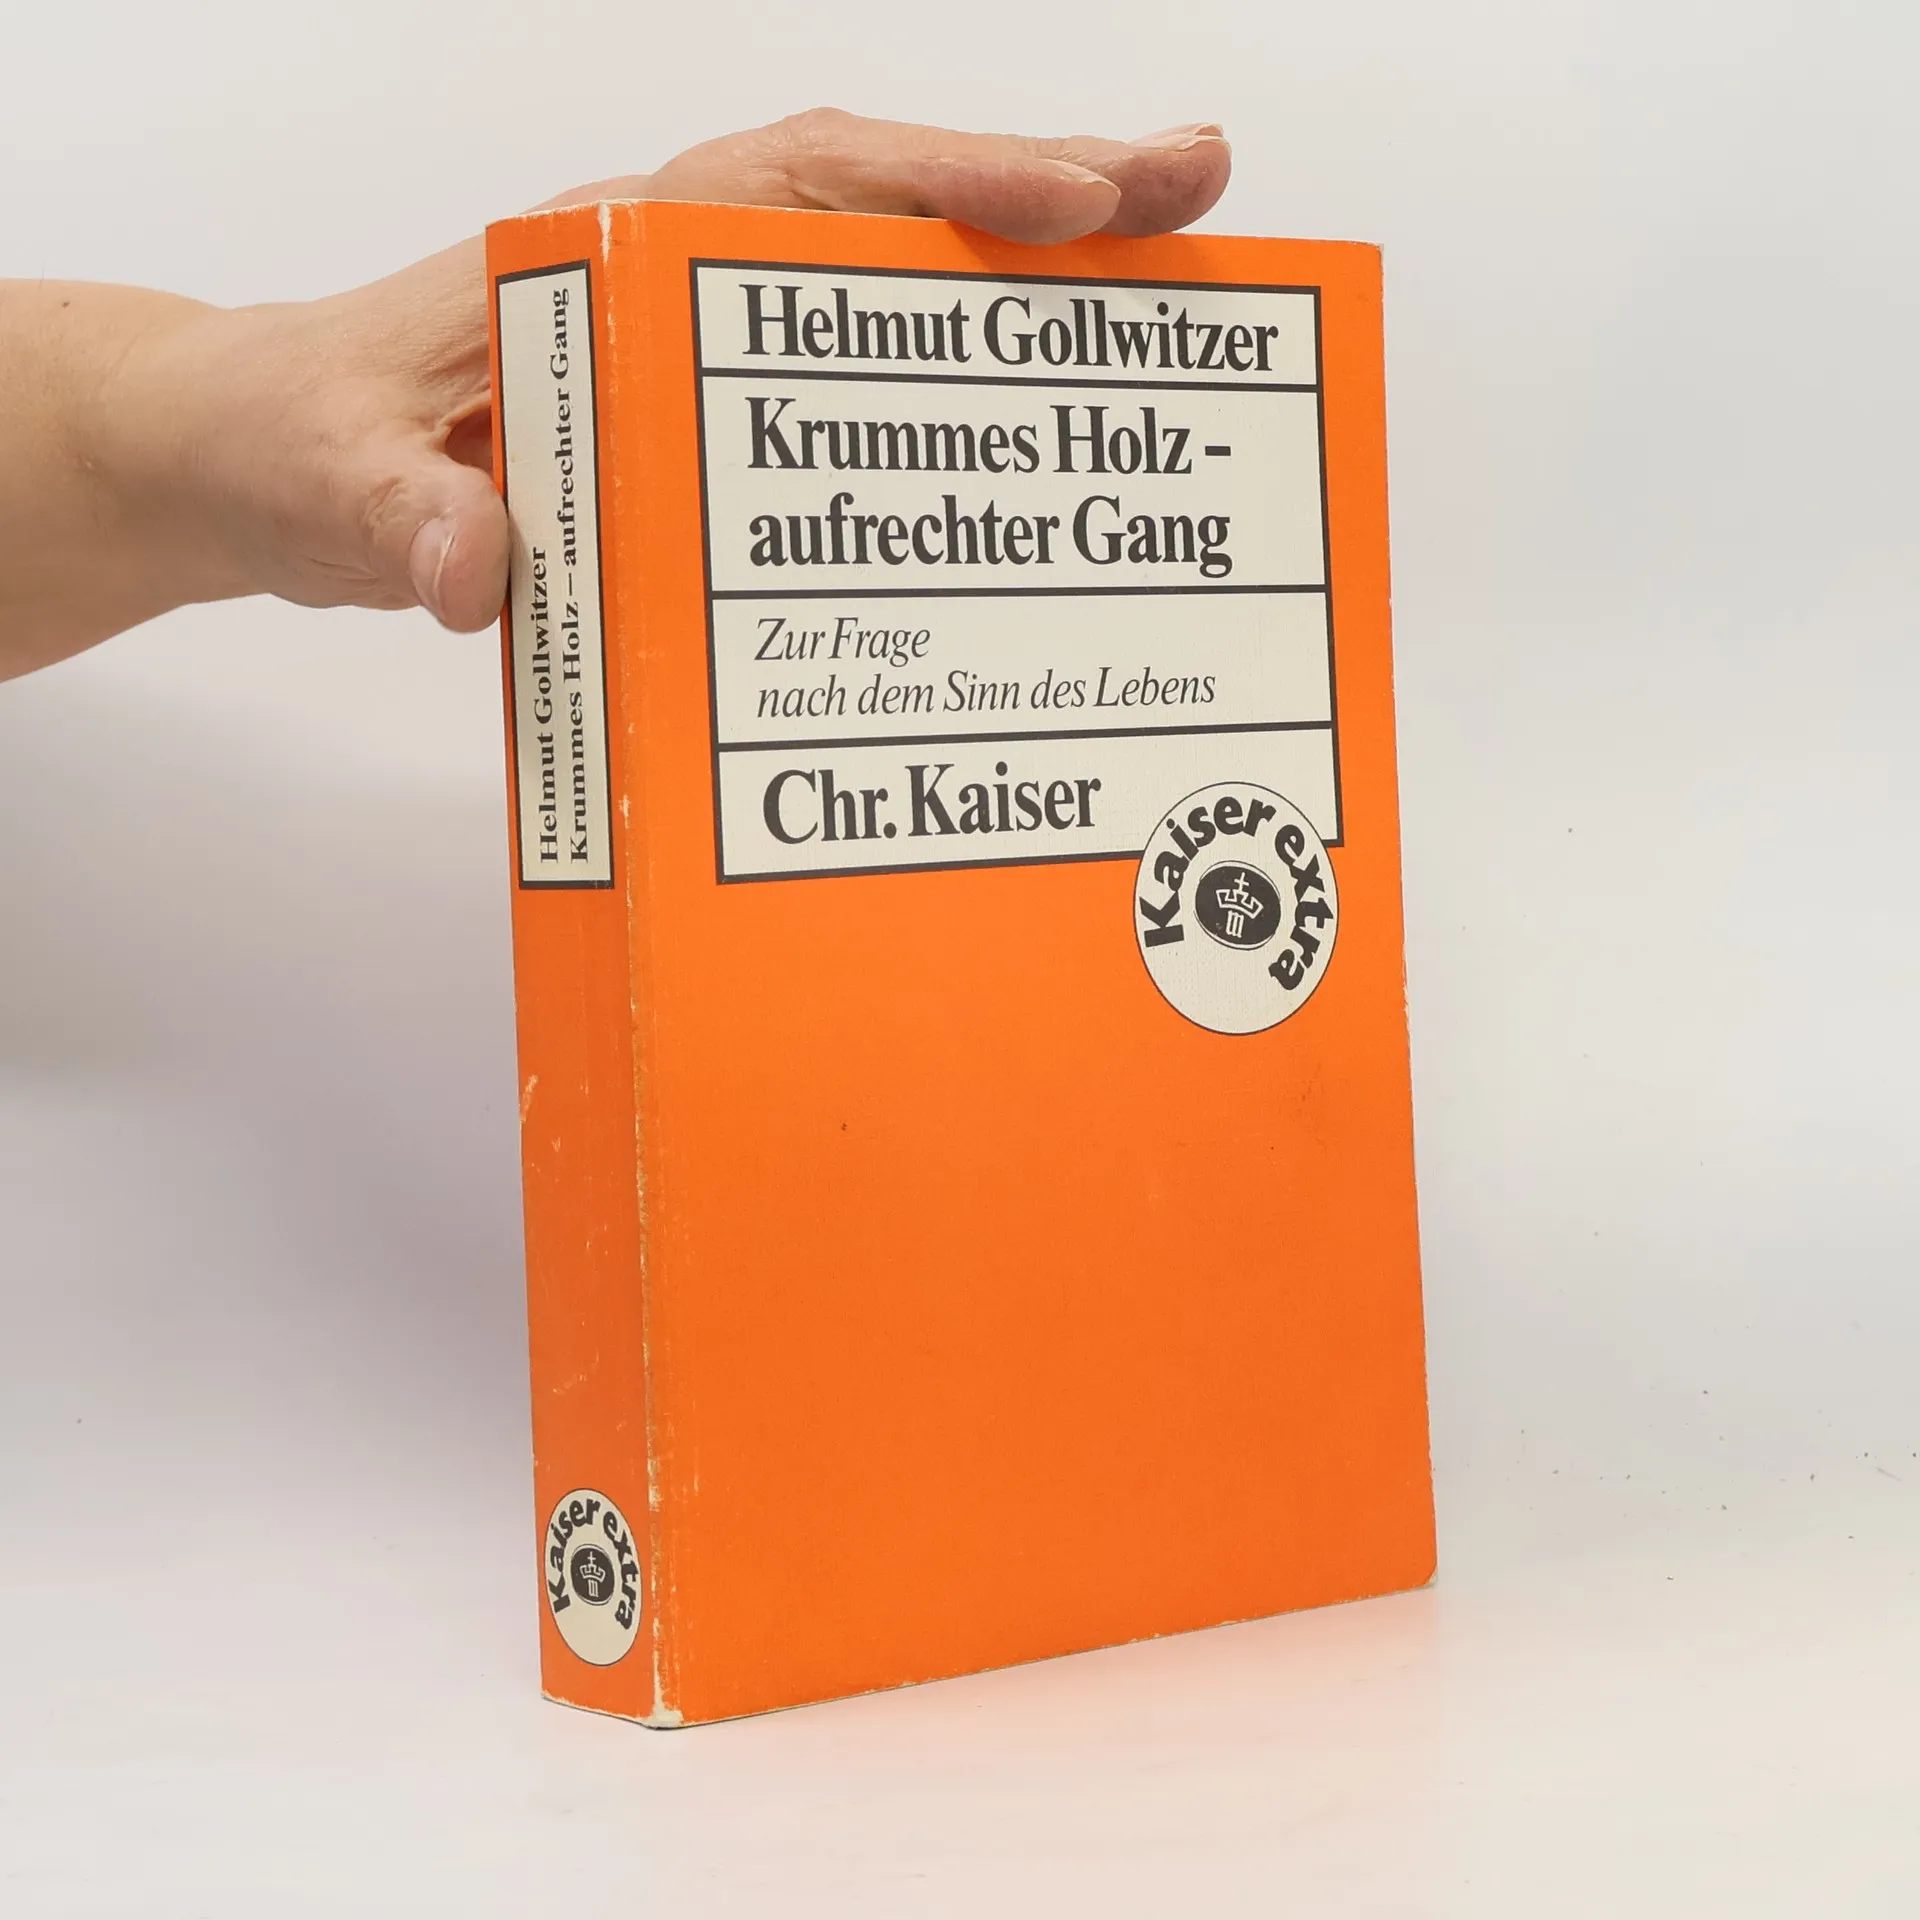 Helmut Gollwitzer
Krummes Holz –
aufrechter Gang
Zur Frage
nach dem Sinn des Lebens
Chr. Kaiser
Kaiser extra
Helmut Gollwitzer
Krummes Holz – aufrechter Gang
Kaiser extra